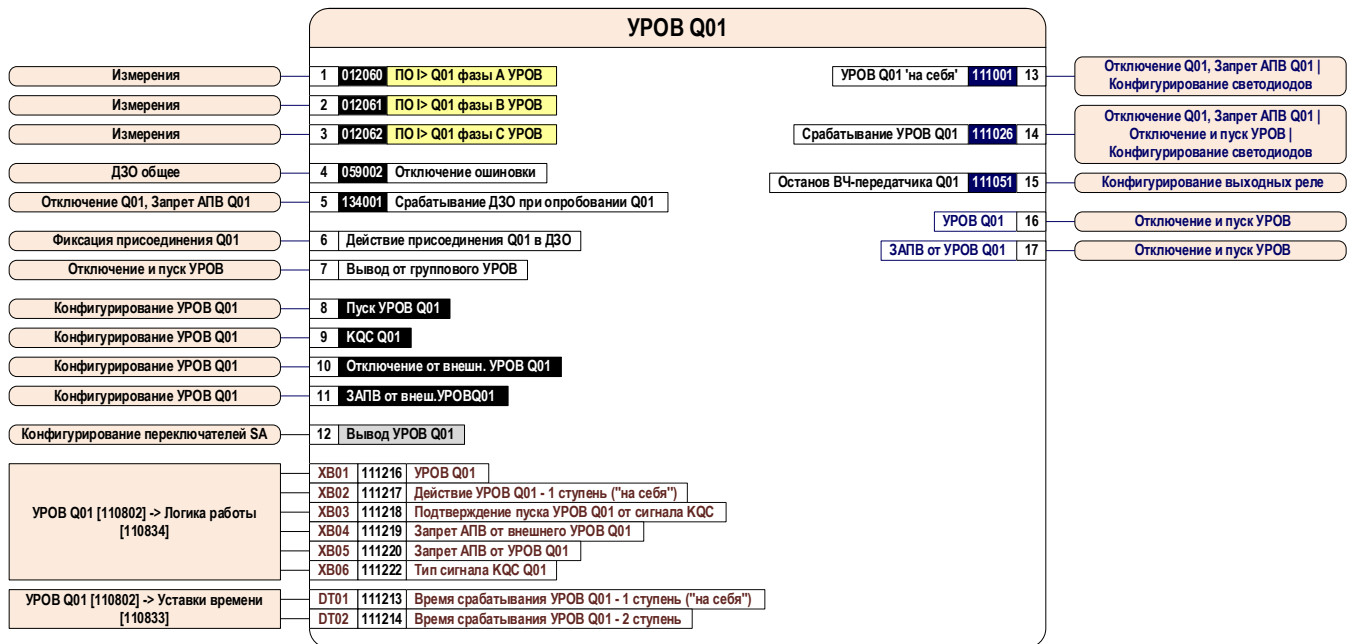 УРОВ Q01
Измерения 1 012060 ПО I> Q01 фазы A УРОВ
Измерения 2 012061 ПО I> Q01 фазы B УРОВ
Измерения 3 012062 ПО I> Q01 фазы C УРОВ
ДЗО общее 4 059002 Отключение ошиновки
Отключение Q01, Запрет АПВ Q01 5 134001 Срабатывание ДЗО при опробовании Q01
Фиксация присоединения Q01 6 Действие присоединения Q01 в ДЗО
Отключение и пуск УРОВ 7 Вывод от группового УРОВ
Конфигурирование УРОВ Q01 8 Пуск УРОВ Q01
Конфигурирование УРОВ Q01 9 KQC Q01
Конфигурирование УРОВ Q01 10 Отключение от внешн. УРОВ Q01
Конфигурирование УРОВ Q01 11 ЗАПВ от внеш.УРОВQ01
Конфигурирование переключателей SA 12 Вывод УРОВ Q01
УРОВ Q01 [110802] -> Логика работы
[110834]
XB01 111216 УРОВ Q01
XB02 111217 Действие УРОВ Q01 - 1 ступень ("на себя")
XB03 111218 Подтверждение пуска УРОВ Q01 от сигнала KQC
XB04 111219 Запрет АПВ от внешнего УРОВ Q01
XB05 111220 Запрет АПВ от УРОВ Q01
XB06 111222 Тип сигнала KQC Q01
УРОВ Q01 [110802] -> Уставки времени
[110833]
DT01 111213 Время срабатывания УРОВ Q01 - 1 ступень ("на себя")
DT02 111214 Время срабатывания УРОВ Q01 - 2 ступень
УРОВ Q01 'на себя' 111001 13
Отключение Q01, Запрет АПВ Q01 |
Конфигурирование светодиодов
Срабатывание УРОВ Q01 111026 14
Отключение Q01, Запрет АПВ Q01 |
Отключение и пуск УРОВ |
Конфигурирование светодиодов
Останов ВЧ-передатчика Q01 111051 15 Конфигурирование выходных реле
УРОВ Q01 16 Отключение и пуск УРОВ
ЗАПВ от УРОВ Q01 17 Отключение и пуск УРОВ